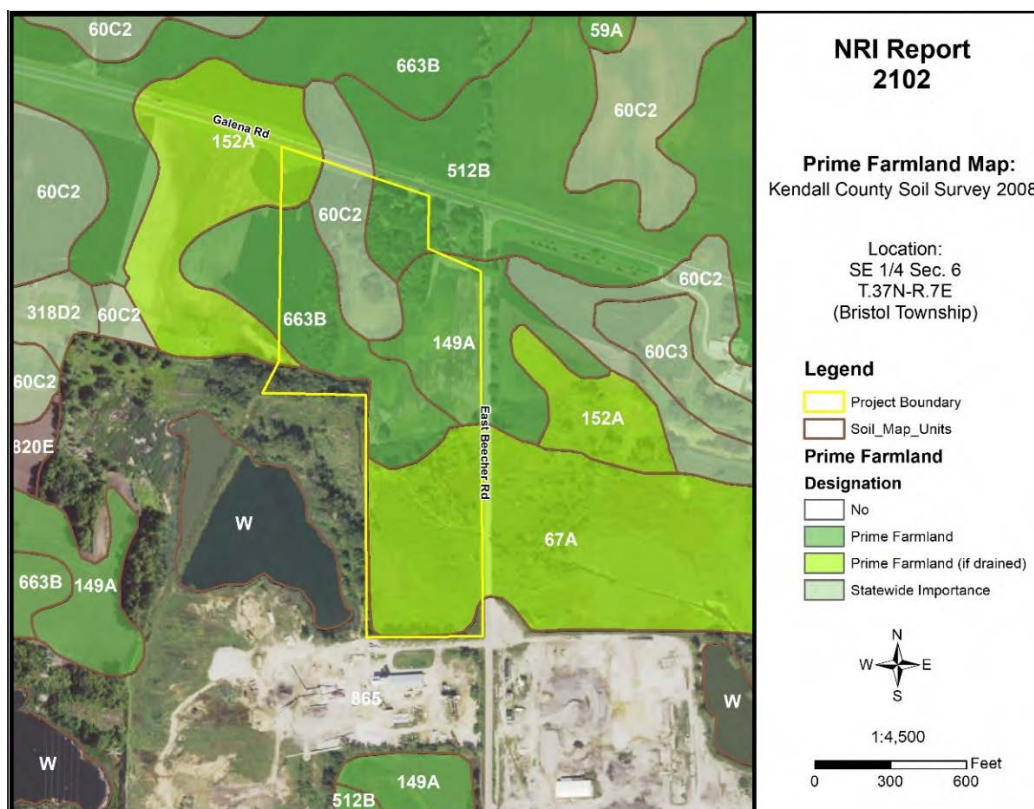 60C2
59A
663B
60C2
Galena Rd
152A
512B
60C2
60C2
60C2
318D2
60C2
663B
149A
60C3
60C2
820E
152A
East Beecher Rd
W
67A
663B
149A
865
W
W
149A
512B
NRI Report
2102
Prime Farmland Map:
Kendall County Soil Survey 2008
Location:
SE 1/4 Sec. 6
T.37N-R.7E
(Bristol Township)
Legend
Project Boundary
Soil_Map_Units
Prime Farmland
Designation
No
Prime Farmland
Prime Farmland (if drained)
Statewide Importance
N
W
E
S
1:4,500
Feet
0 300 600